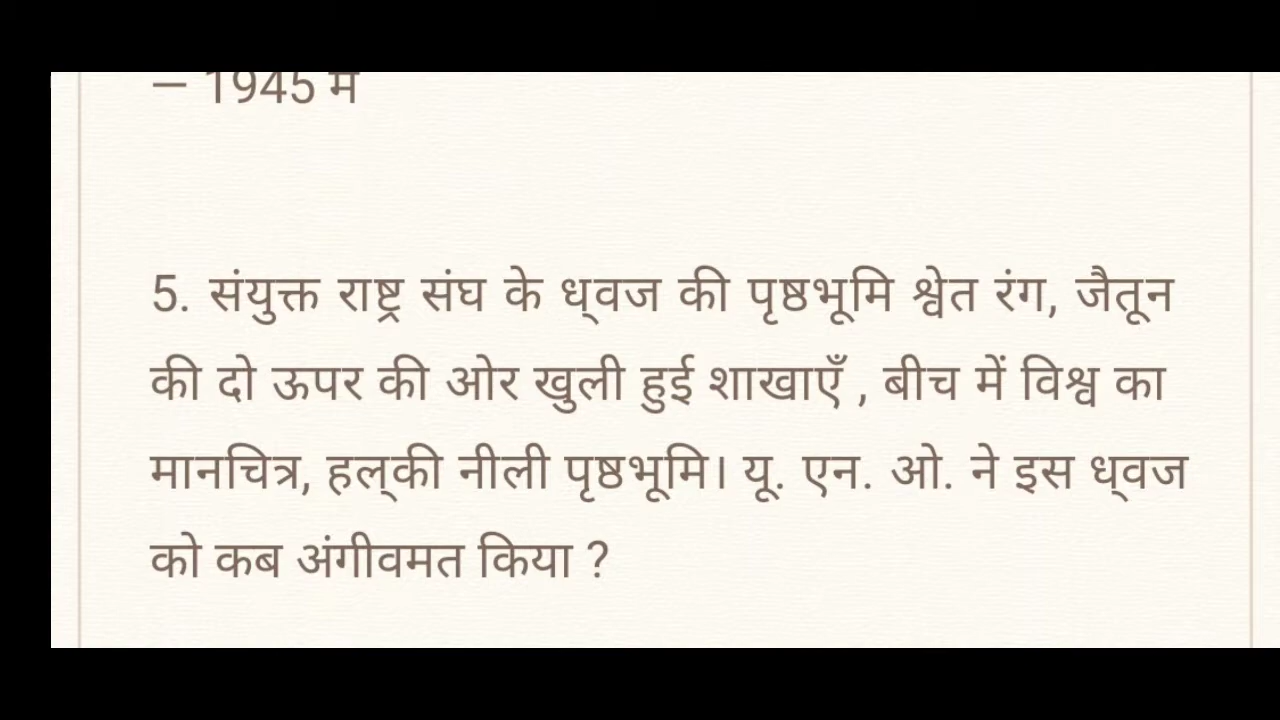 – 1945 में
5. संयुक्त राष्ट्र संघ के ध्वज की पृष्ठभूमि श्वेत रंग, जैतून
की दो ऊपर की ओर खुली हुई शाखाएँ , बीच में विश्व का
मानचित्र, हल्की नीली पृष्ठभूमि। यू. एन. ओ. ने इस ध्वज
को कब अंगीवमत किया ?